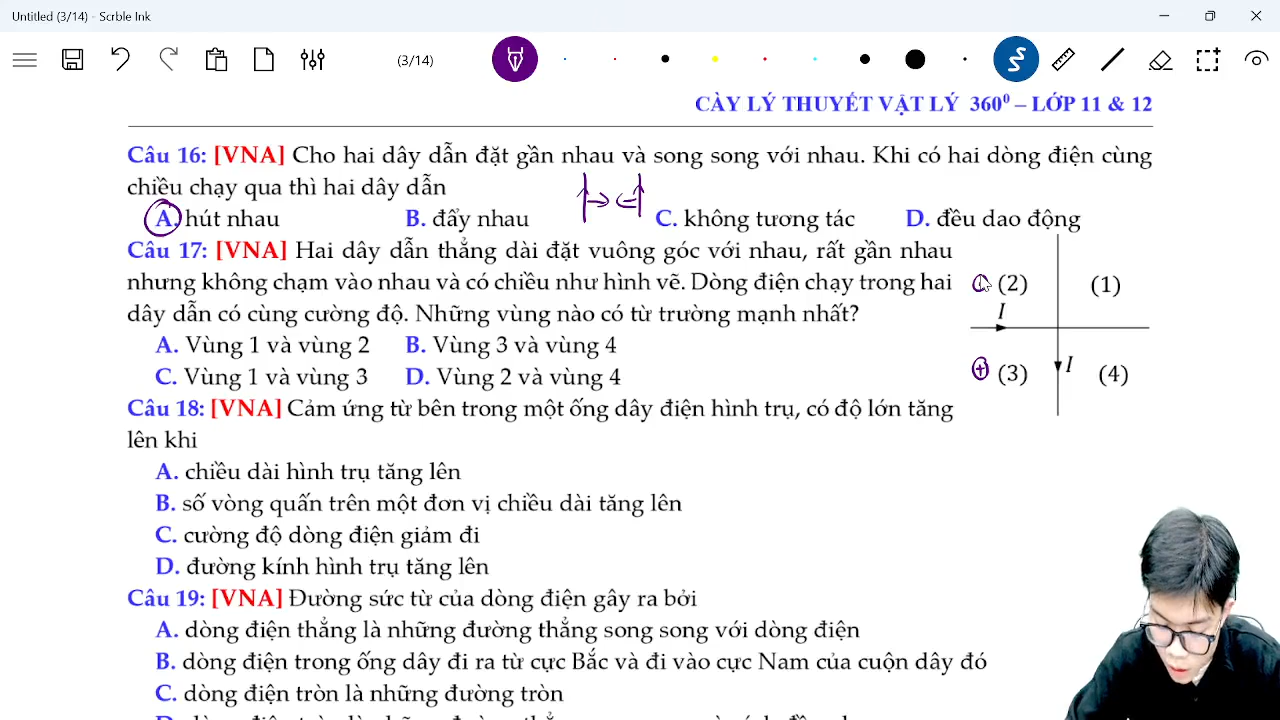 Untitled (3/14) - Scrble Ink
(3/14)
CÀY LÝ THUYẾT VẬT LÝ 360⁰ – LỚP 11 & 12
Câu 16: [VNA] Cho hai dây dẫn đặt gần nhau và song song với nhau. Khi có hai dòng điện cùng
chiều chạy qua thì hai dây dẫn
A. hút nhau B. đẩy nhau C. không tương tác D. đều dao động
Câu 17: [VNA] Hai dây dẫn thẳng dài đặt vuông góc với nhau, rất gần nhau
nhưng không chạm vào nhau và có chiều như hình vẽ. Dòng điện chạy trong hai
dây dẫn có cùng cường độ. Những vùng nào có từ trường mạnh nhất?
A. Vùng 1 và vùng 2 B. Vùng 3 và vùng 4
C. Vùng 1 và vùng 3 D. Vùng 2 và vùng 4
(2) (1)
I
I
(3) (4)
Câu 18: [VNA] Cảm ứng từ bên trong một ống dây điện hình trụ, có độ lớn tăng
lên khi
A. chiều dài hình trụ tăng lên
B. số vòng quấn trên một đơn vị chiều dài tăng lên
C. cường độ dòng điện giảm đi
D. đường kính hình trụ tăng lên
Câu 19: [VNA] Đường sức từ của dòng điện gây ra bởi
A. dòng điện thẳng là những đường thẳng song song với dòng điện
B. dòng điện trong ống dây đi ra từ cực Bắc và đi vào cực Nam của cuộn dây đó
C. dòng điện tròn là những đường tròn